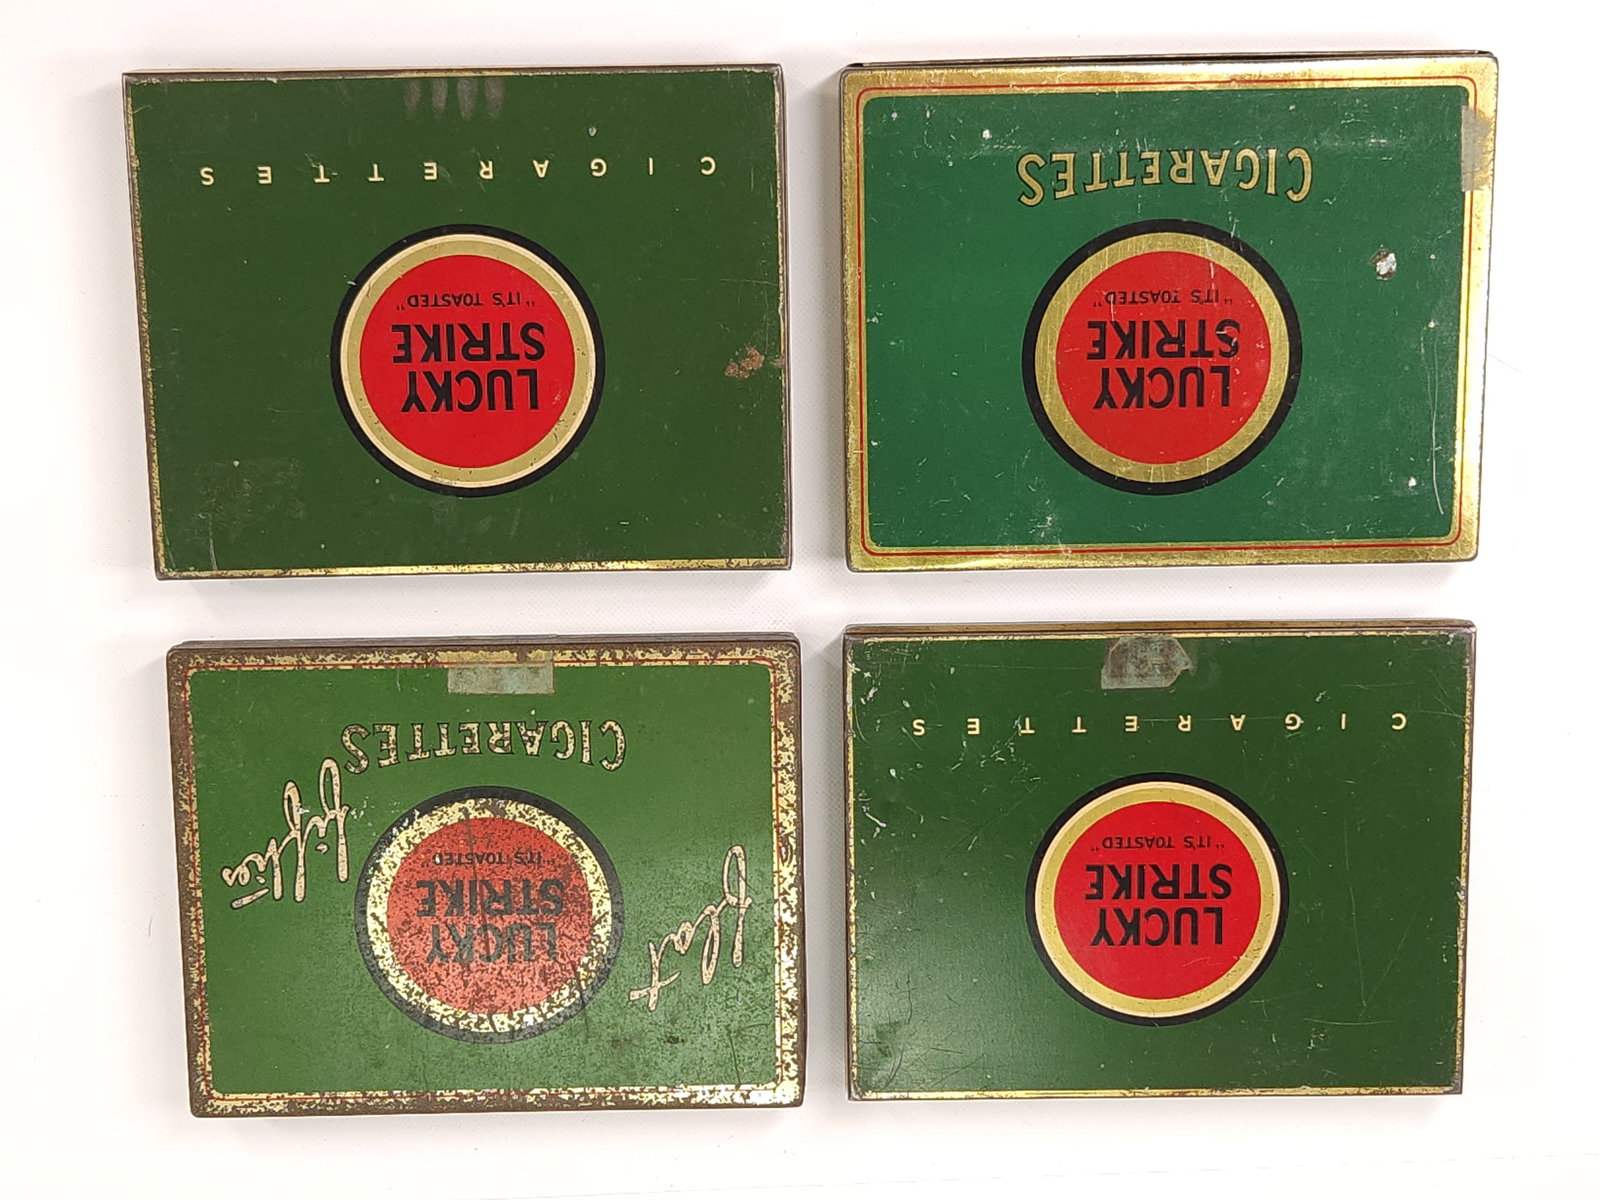 LUCKY
STRIKE
"IT'S TOASTED"
CIGARETTES
LUCKY
STRIKE
"IT'S TOASTED"
CIGARETTES
LUCKY
STRIKE
"IT'S TOASTED"
CIGARETTES
flat
fifties
LUCKY
STRIKE
"IT'S TOASTED"
CIGARETTES